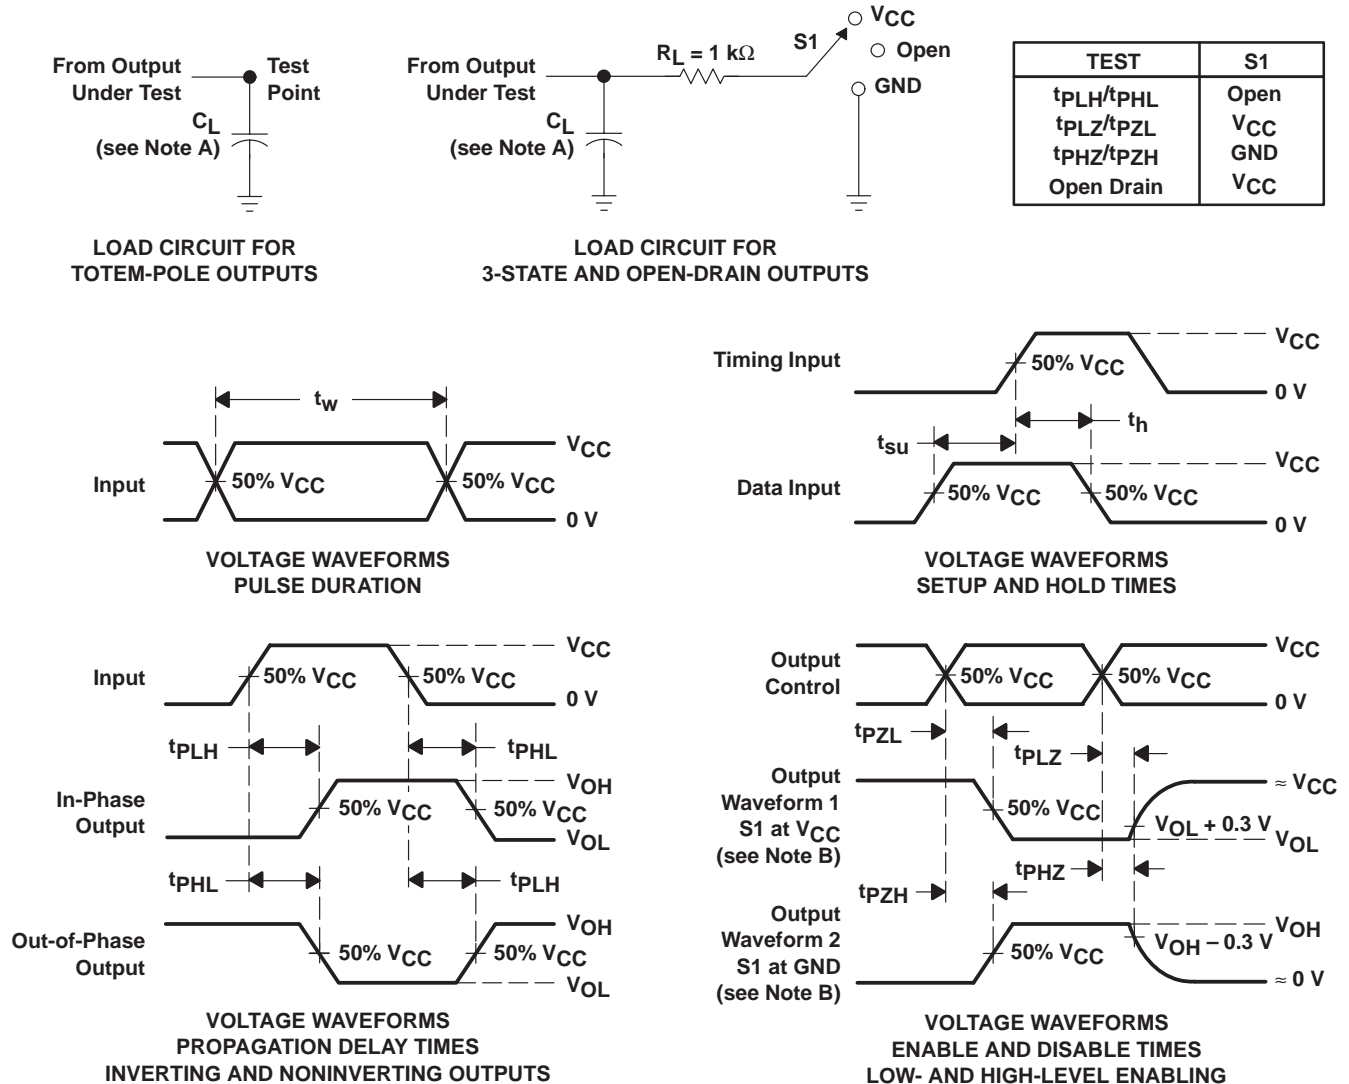 From Output
Under Test
Test
Point
CL
(see Note A)
LOAD CIRCUIT FOR
TOTEM-POLE OUTPUTS
From Output
Under Test
RL = 1 kΩ
S1
VCC
Open
GND
CL
(see Note A)
LOAD CIRCUIT FOR
3-STATE AND OPEN-DRAIN OUTPUTS
TEST S1
tPLH/tPHL Open
tPLZ/tPZL VCC
tPHZ/tPZH GND
Open Drain VCC
tw
Input
50% VCC
50% VCC
VCC
0 V
VOLTAGE WAVEFORMS
PULSE DURATION
Timing Input
50% VCC
VCC
0 V
tsu
th
Data Input
50% VCC
50% VCC
VCC
0 V
VOLTAGE WAVEFORMS
SETUP AND HOLD TIMES
Input
50% VCC
50% VCC
VCC
0 V
tPLH
tPHL
In-Phase
Output
50% VCC
50% VCC
VOH
VOL
tPHL
tPLH
Out-of-Phase
Output
50% VCC
50% VCC
VOH
VOL
VOLTAGE WAVEFORMS
PROPAGATION DELAY TIMES
INVERTING AND NONINVERTING OUTPUTS
Output
Control
50% VCC
50% VCC
VCC
0 V
tPZL
tPLZ
Output
Waveform 1
S1 at VCC
(see Note B)
50% VCC
VOL + 0.3 V
≈ VCC
VOL
tPZH
tPHZ
Output
Waveform 2
S1 at GND
(see Note B)
50% VCC
VOH − 0.3 V
VOH
≈ 0 V
VOLTAGE WAVEFORMS
ENABLE AND DISABLE TIMES
LOW- AND HIGH-LEVEL ENABLING